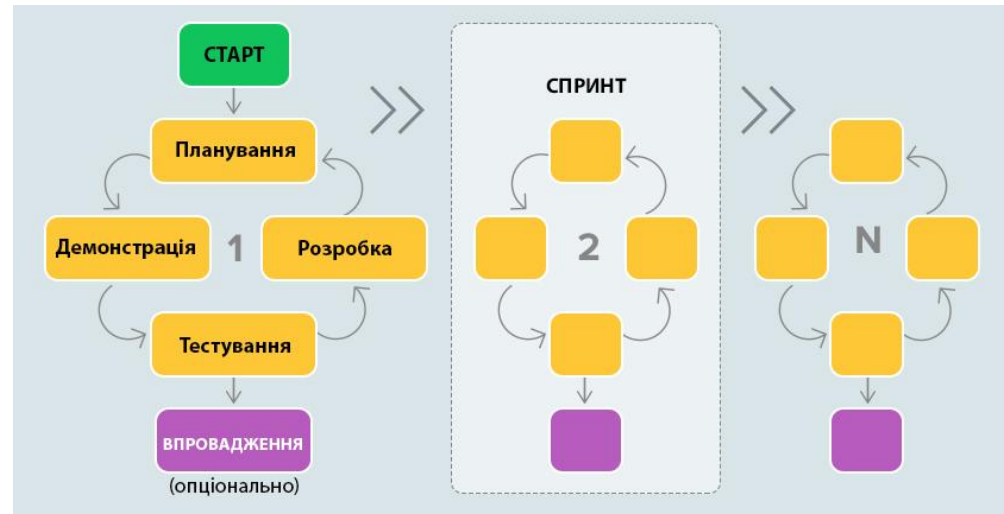 СТАРТ
Планування
Демонстрація
1
Розробка
Тестування
ВПРОВАДЖЕННЯ
(опціонально)
СПРИНТ
2
N